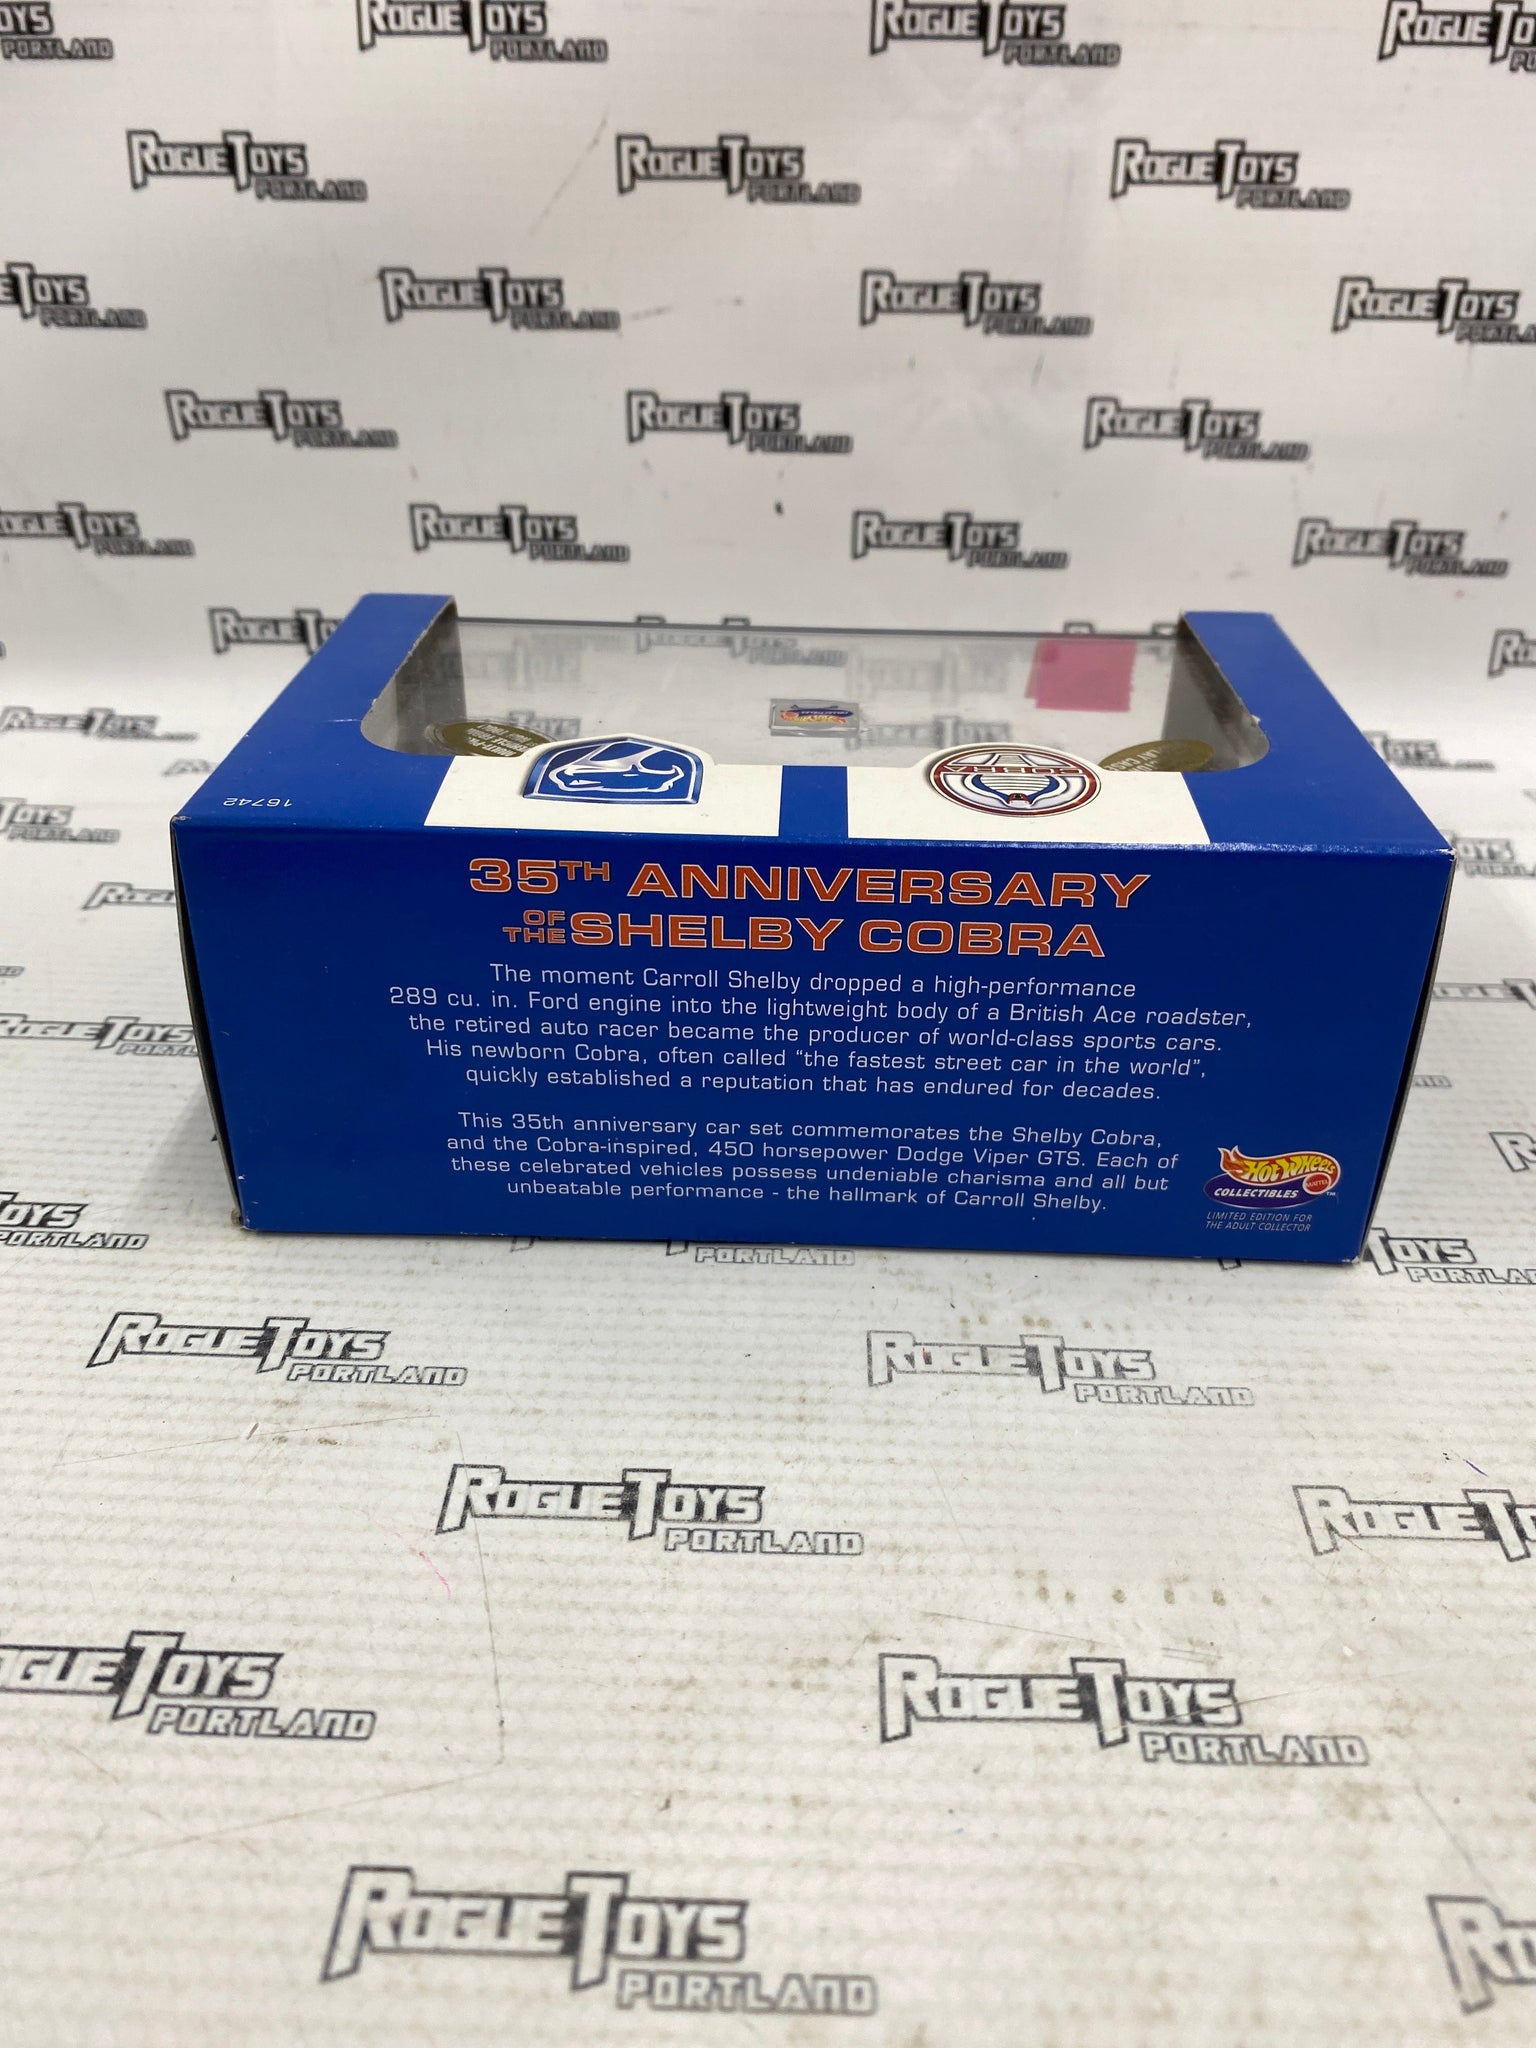 ROGUE TOYS
PORTLAND
16742
COBRA
35TH ANNIVERSARY
OF THE SHELBY COBRA
The moment Carroll Shelby dropped a high-performance
289 cu. in. Ford engine into the lightweight body of a British Ace roadster,
the retired auto racer became the producer of world-class sports cars.
His newborn Cobra, often called “the fastest street car in the world”,
quickly established a reputation that has endured for decades.
This 35th anniversary car set commemorates the Shelby Cobra,
and the Cobra-inspired, 450 horsepower Dodge Viper GTS. Each of
these celebrated vehicles possess undeniable charisma and all but
unbeatable performance - the hallmark of Carroll Shelby.
HOT WHEELS
MATTEL
COLLECTIBLES
TM
LIMITED EDITION FOR
THE ADULT COLLECTOR